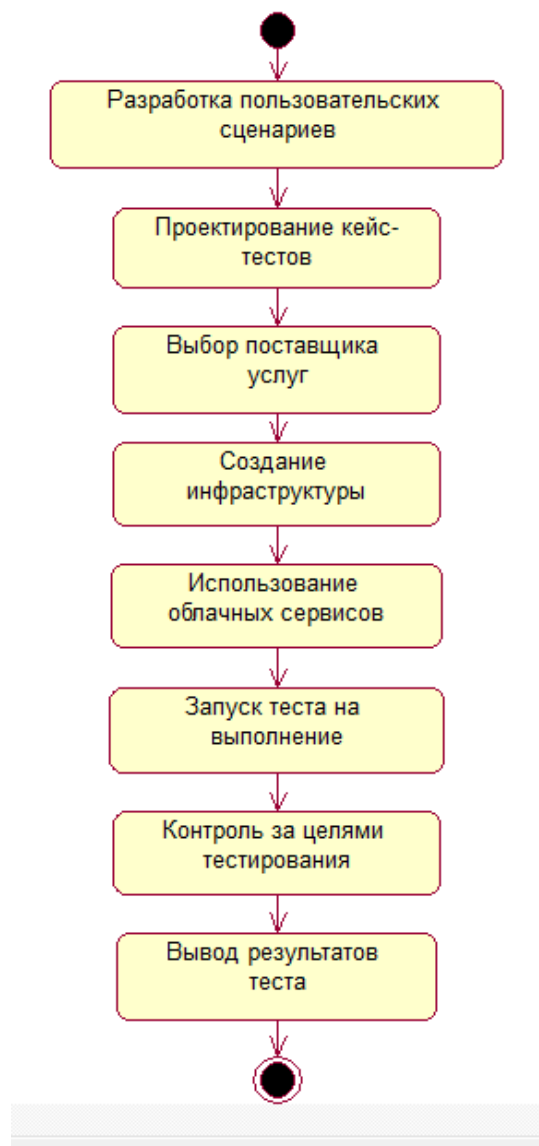 Разработка пользовательских
сценариев
Проектирование кейс-
тестов
Выбор поставщика
услуг
Создание
инфраструктуры
Использование
облачных сервисов
Запуск теста на
выполнение
Контроль за целями
тестирования
Вывод результатов
теста